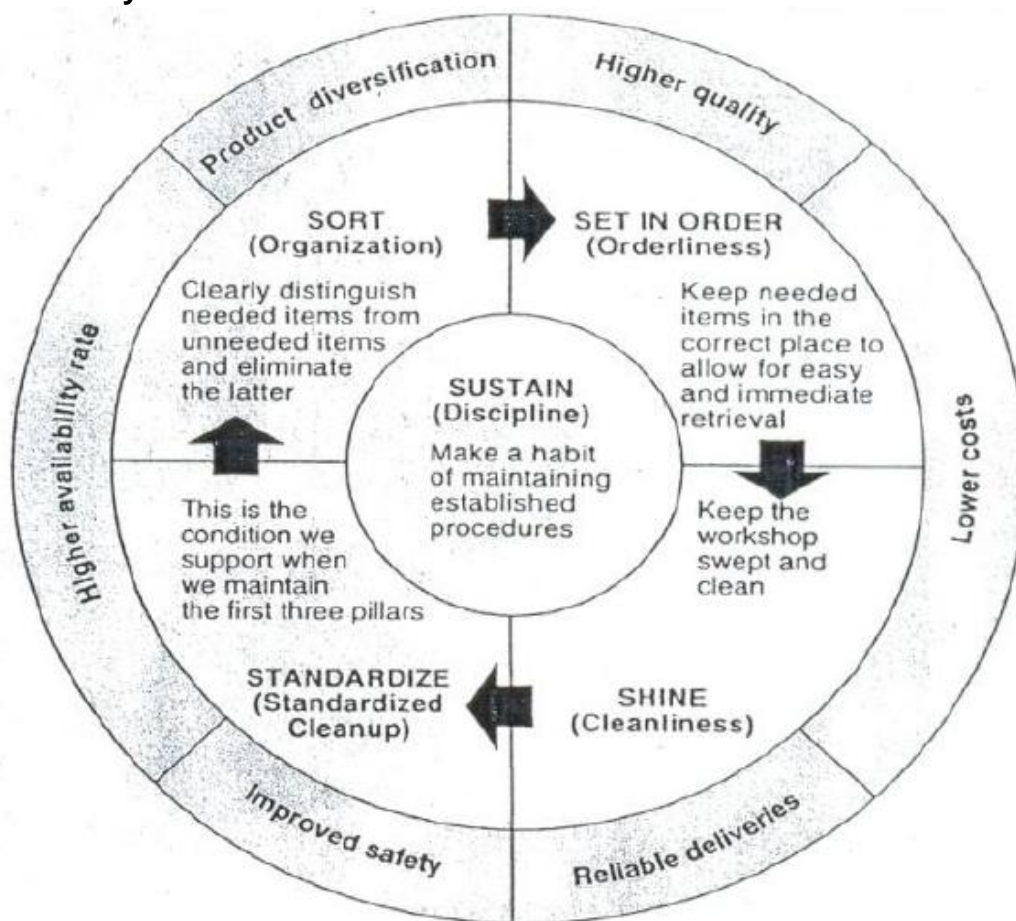 Product diversification
Higher quality
Higher availability rate
Lower costs
Improved safety
Reliable deliveries
SORT
(Organization)
Clearly distinguish
needed items from
unneeded items
and eliminate
the latter
SET IN ORDER
(Orderliness)
Keep needed
items in the
correct place to
allow for easy
and immediate
retrieval
SUSTAIN
(Discipline)
Make a habit
of maintaining
established
procedures
Keep the
workshop
swept and
clean
SHINE
(Cleanliness)
This is the
condition we
support when
we maintain
the first three pillars
STANDARDIZE
(Standardized
Cleanup)